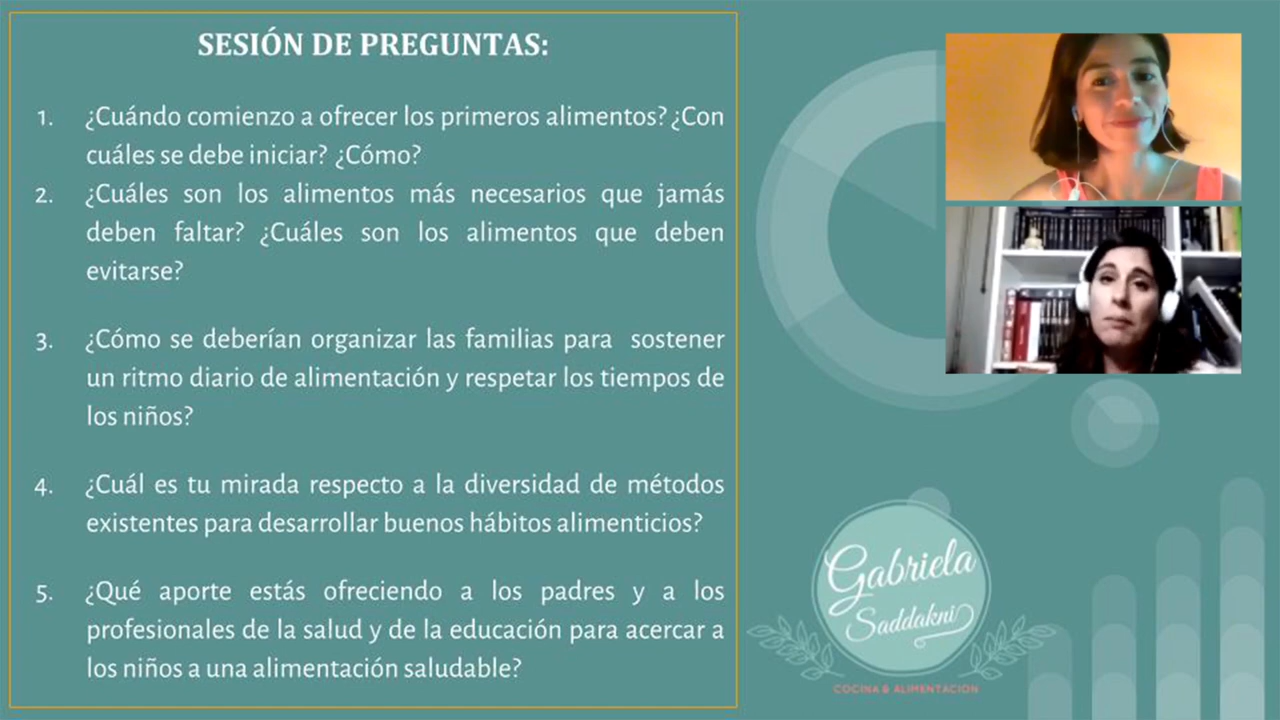 SESIÓN DE PREGUNTAS:
1. ¿Cuándo comienzo a ofrecer los primeros alimentos? ¿Con
cuáles se debe iniciar? ¿Cómo?
2. ¿Cuáles son los alimentos más necesarios que jamás
deben faltar? ¿Cuáles son los alimentos que deben
evitarse?
3. ¿Cómo se deberían organizar las familias para sostener
un ritmo diario de alimentación y respetar los tiempos de
los niños?
4. ¿Cuál es tu mirada respecto a la diversidad de métodos
existentes para desarrollar buenos hábitos alimenticios?
5. ¿Qué aporte estás ofreciendo a los padres y a los
profesionales de la salud y de la educación para acercar a
los niños a una alimentación saludable?
Gabriela
Saddakni
COCINA & ALIMENTACION